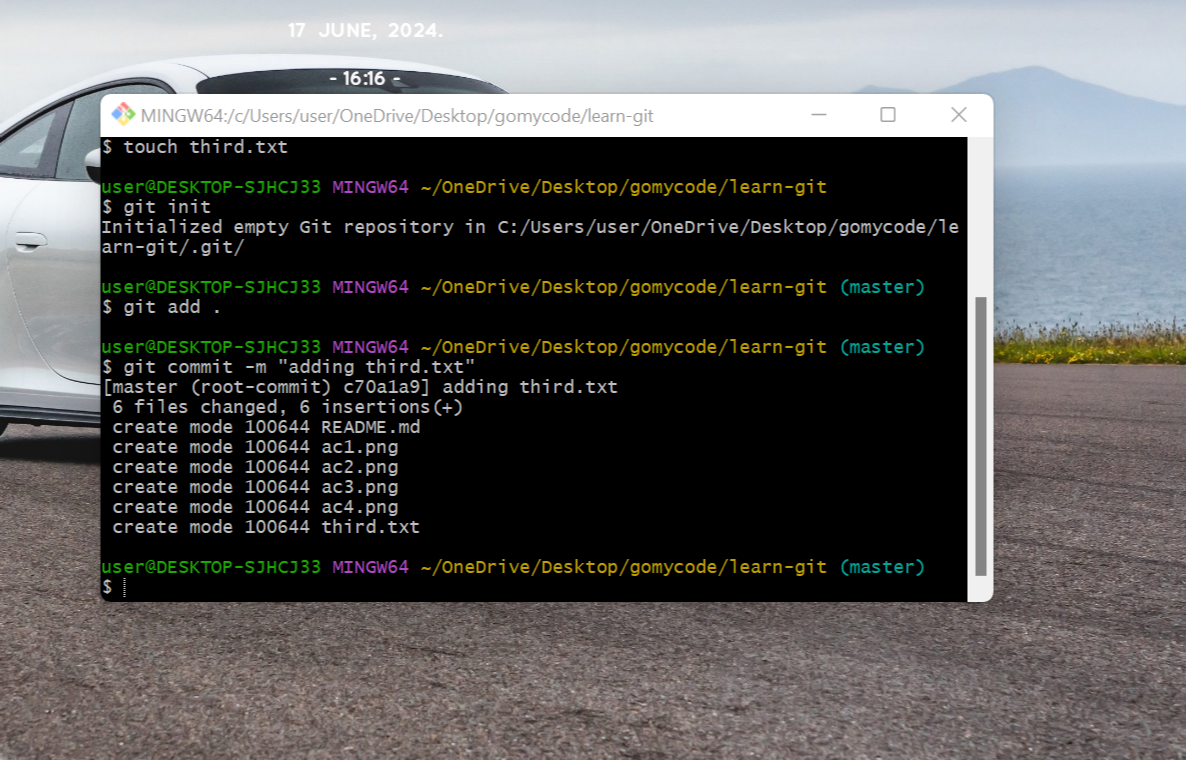 17 JUNE, 2024.
- 16:16 -
MINGW64:/c/Users/user/OneDrive/Desktop/gomycode/learn-git
$ touch third.txt
user@DESKTOP-SJHCJ33 MINGW64 ~/OneDrive/Desktop/gomycode/learn-git
$ git init
Initialized empty Git repository in C:/Users/user/OneDrive/Desktop/gomycode/le
arn-git/.git/
user@DESKTOP-SJHCJ33 MINGW64 ~/OneDrive/Desktop/gomycode/learn-git (master)
$ git add .
user@DESKTOP-SJHCJ33 MINGW64 ~/OneDrive/Desktop/gomycode/learn-git (master)
$ git commit -m "adding third.txt"
[master (root-commit) c70a1a9] adding third.txt
6 files changed, 6 insertions(+)
create mode 100644 README.md
create mode 100644 ac1.png
create mode 100644 ac2.png
create mode 100644 ac3.png
create mode 100644 ac4.png
create mode 100644 third.txt
user@DESKTOP-SJHCJ33 MINGW64 ~/OneDrive/Desktop/gomycode/learn-git (master)
$